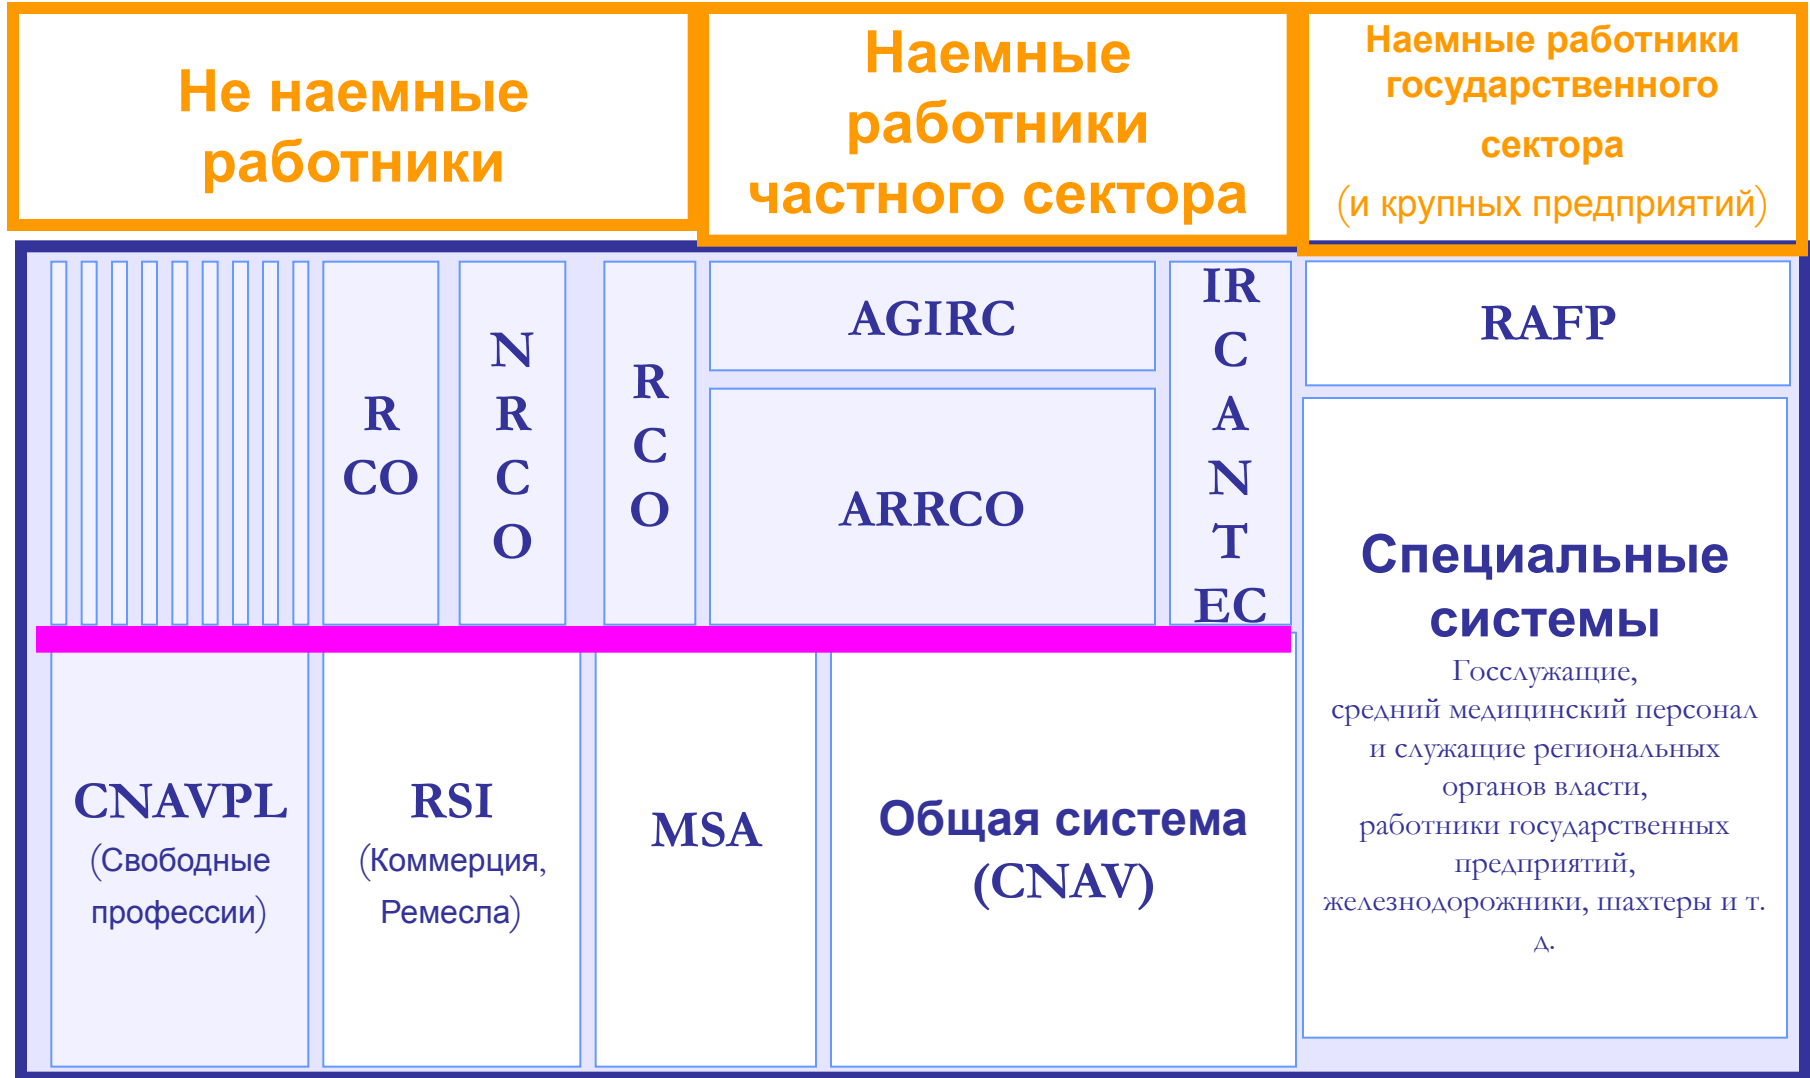 Не наемные
работники
Наемные
работники
частного сектора
Наемные работники
государственного
сектора
(и крупных предприятий)
R
CO
N
R
C
O
R
C
O
AGIRC
ARRCO
IR
C
A
N
T
EC
RAFP
Специальные
системы
Госслужащие,
средний медицинский персонал
и служащие региональных
органов власти,
работники государственных
предприятий,
железнодорожники, шахтеры и т.
д.
CNAVPL
(Свободные
профессии)
RSI
(Коммерция,
Ремесла)
MSA
Общая система
(CNAV)